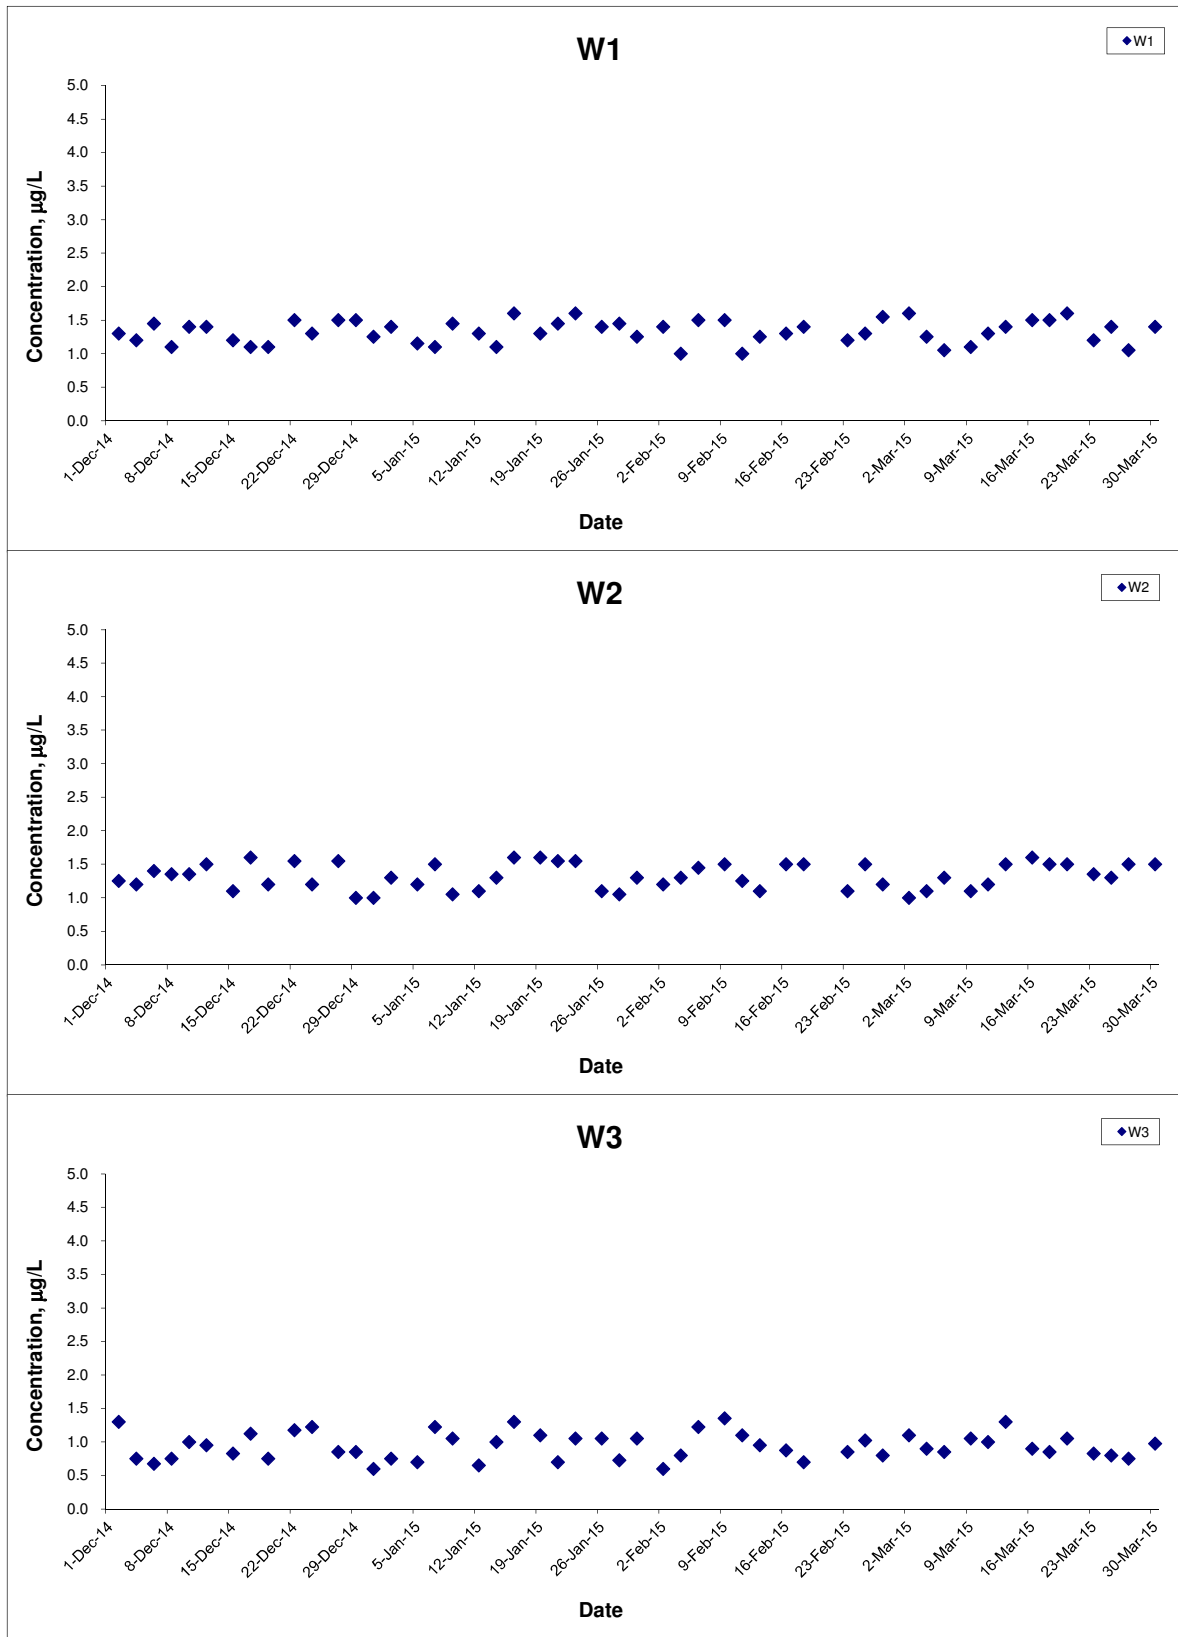 W1
W1
5.0
4.5
4.0
3.5
3.0
2.5
2.0
1.5
1.0
0.5
0.0
Concentration, µg/L
1-Dec-14 8-Dec-14 15-Dec-14 22-Dec-14 29-Dec-14 5-Jan-15 12-Jan-15 19-Jan-15 26-Jan-15 2-Feb-15 9-Feb-15 16-Feb-15 23-Feb-15 2-Mar-15 9-Mar-15 16-Mar-15 23-Mar-15 30-Mar-15
Date
W2
W2
5.0
4.5
4.0
3.5
3.0
2.5
2.0
1.5
1.0
0.5
0.0
Concentration, µg/L
1-Dec-14 8-Dec-14 15-Dec-14 22-Dec-14 29-Dec-14 5-Jan-15 12-Jan-15 19-Jan-15 26-Jan-15 2-Feb-15 9-Feb-15 16-Feb-15 23-Feb-15 2-Mar-15 9-Mar-15 16-Mar-15 23-Mar-15 30-Mar-15
Date
W3
W3
5.0
4.5
4.0
3.5
3.0
2.5
2.0
1.5
1.0
0.5
0.0
Concentration, µg/L
1-Dec-14 8-Dec-14 15-Dec-14 22-Dec-14 29-Dec-14 5-Jan-15 12-Jan-15 19-Jan-15 26-Jan-15 2-Feb-15 9-Feb-15 16-Feb-15 23-Feb-15 2-Mar-15 9-Mar-15 16-Mar-15 23-Mar-15 30-Mar-15
Date